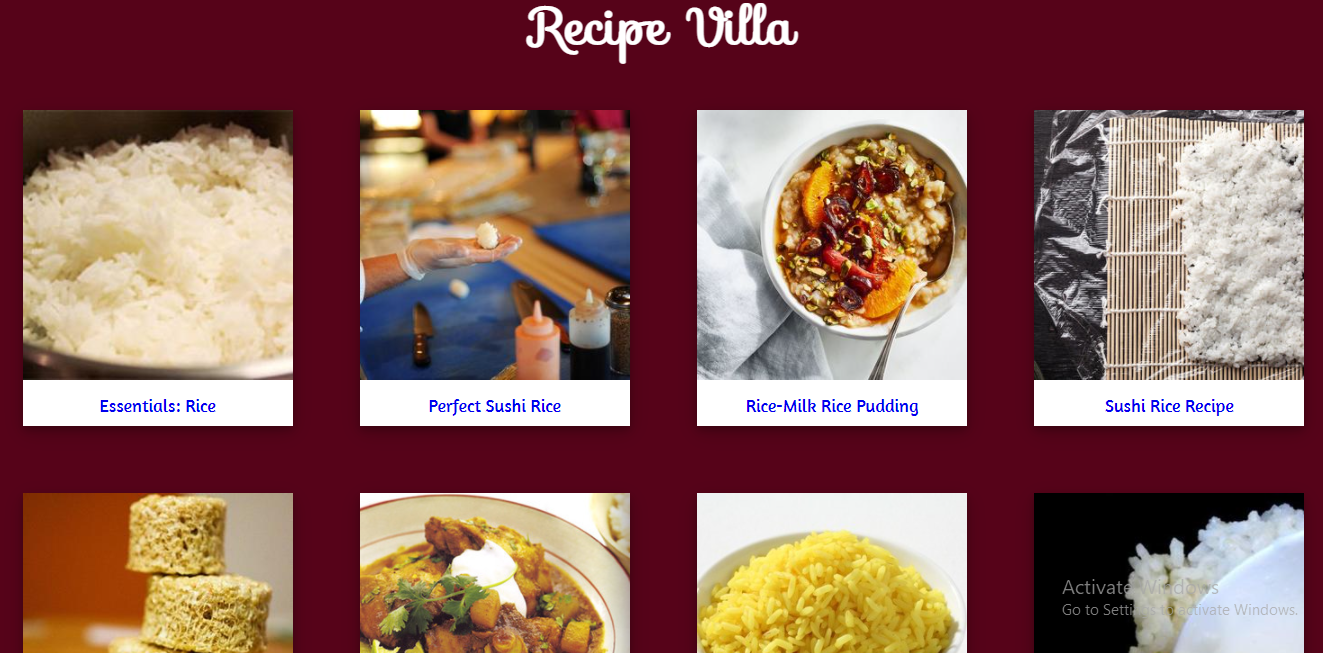 Recipe Villa
Essentials: Rice
Perfect Sushi Rice
Rice-Milk Rice Pudding
Sushi Rice Recipe
Activate Windows
Go to Settings to activate Windows.